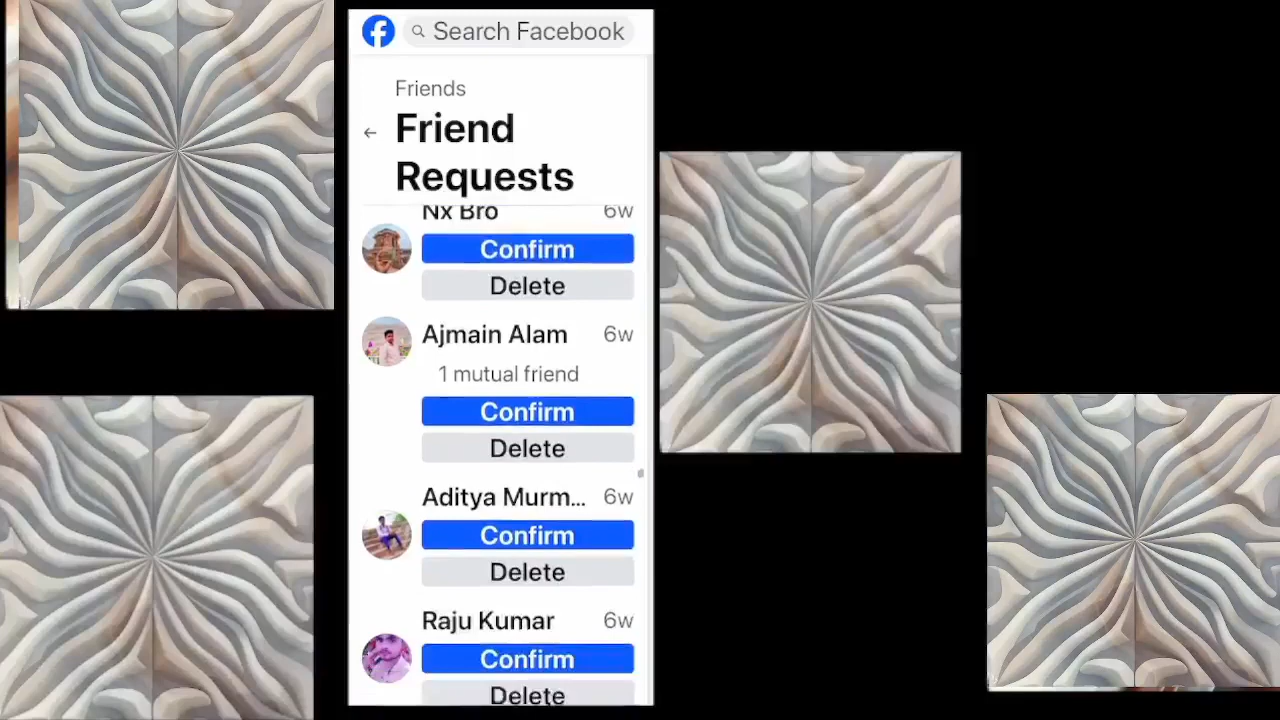 Search Facebook
Friends
Friend
Requests
Nx Bro 6w
Confirm
Delete
Ajmain Alam 6w
1 mutual friend
Confirm
Delete
Aditya Murm... 6w
Confirm
Delete
Raju Kumar 6w
Confirm
Delete